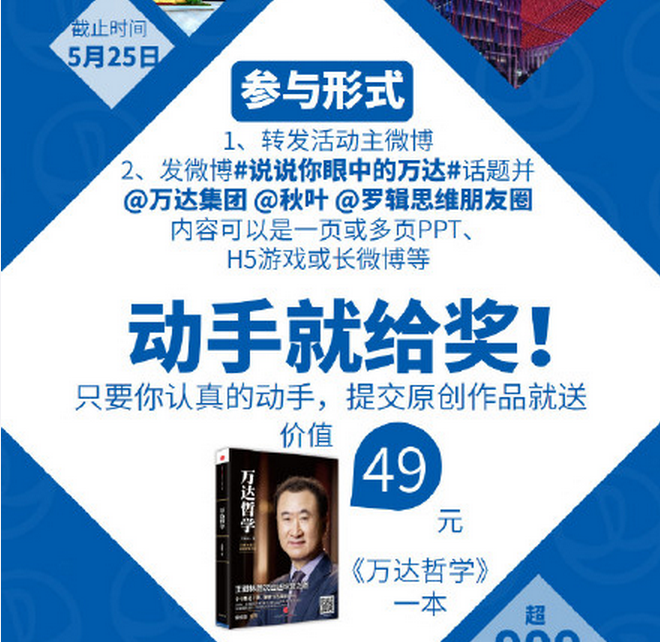 截止时间
5月25日
参与形式
1、转发活动主微博
2、发微博#说说你眼中的万达#话题并
@万达集团 @秋叶 @罗辑思维朋友圈
内容可以是一页或多页PPT、
H5游戏或长微博等
动手就给奖！
只要你认真的动手，提交原创作品就送
价值
49
元
万达哲学
万达哲学
《万达哲学》
一本
超